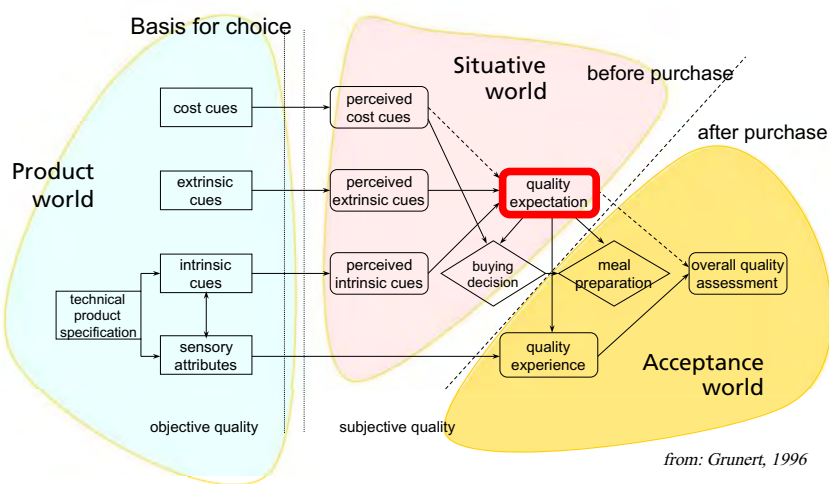 Basis for choice
Situative
world
before purchase
after purchase
Product
world
cost cues
perceived
cost cues
extrinsic
cues
perceived
extrinsic cues
quality
expectation
intrinsic
cues
perceived
intrinsic cues
buying
decision
meal
preparation
overall quality
assessment
technical
product
specification
sensory
attributes
quality
experience
Acceptance
world
objective quality
subjective quality
from: Grunert, 1996